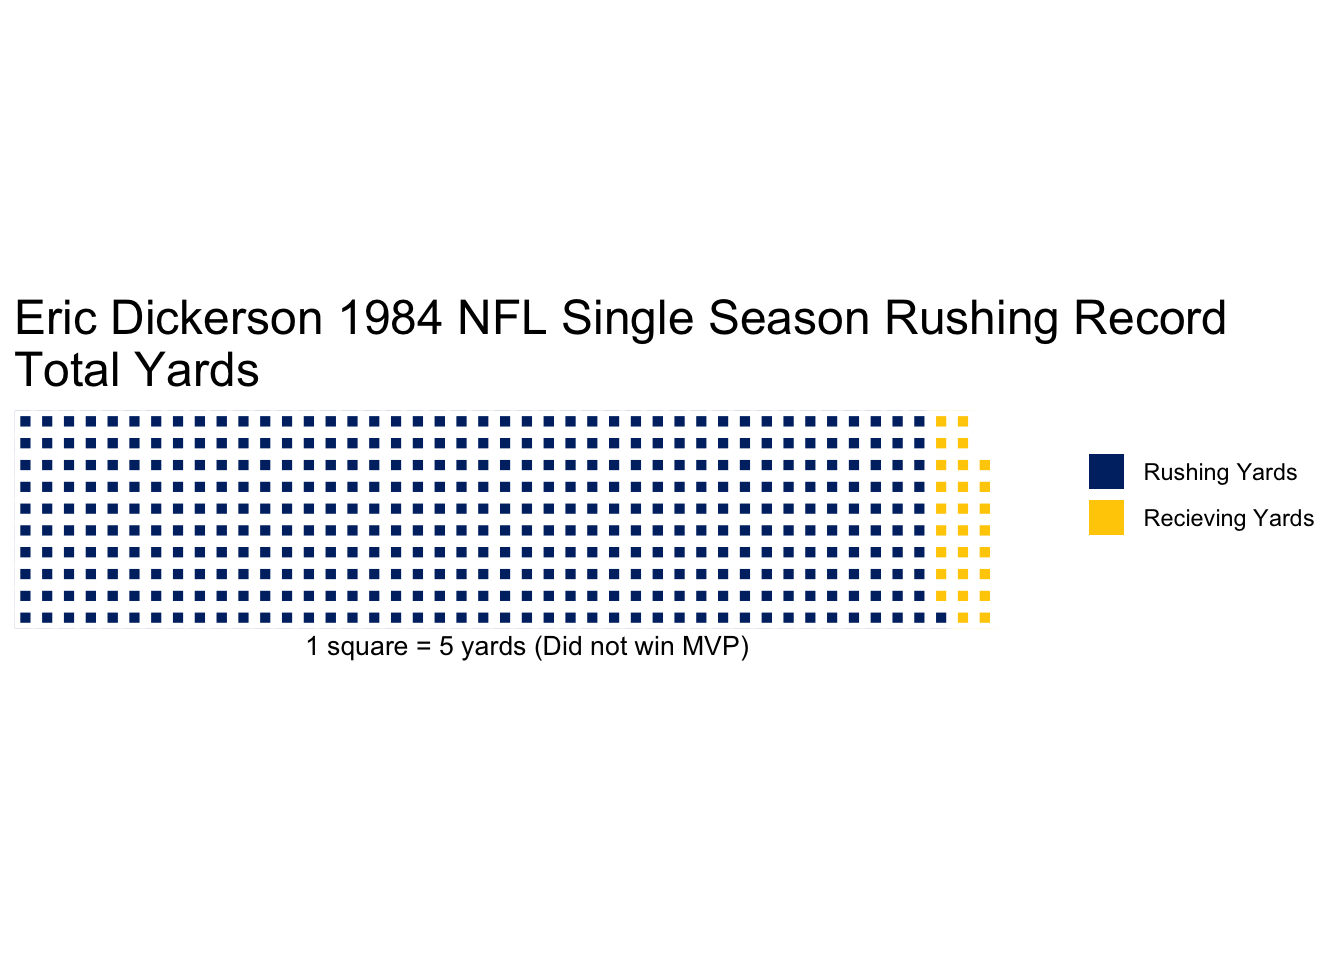 Eric Dickerson 1984 NFL Single Season Rushing Record
Total Yards
Rushing Yards
Recieving Yards
1 square = 5 yards (Did not win MVP)